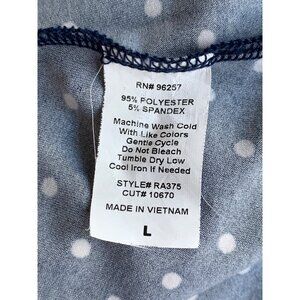 RN# 96257
95% POLYESTER
5% SPANDEX
Machine Wash Cold
With Like Colors
Gentle Cycle
Do Not Bleach
Tumble Dry Low
Cool Iron If Needed
STYLE# RA375
CUT# 10670
MADE IN VIETNAM
L